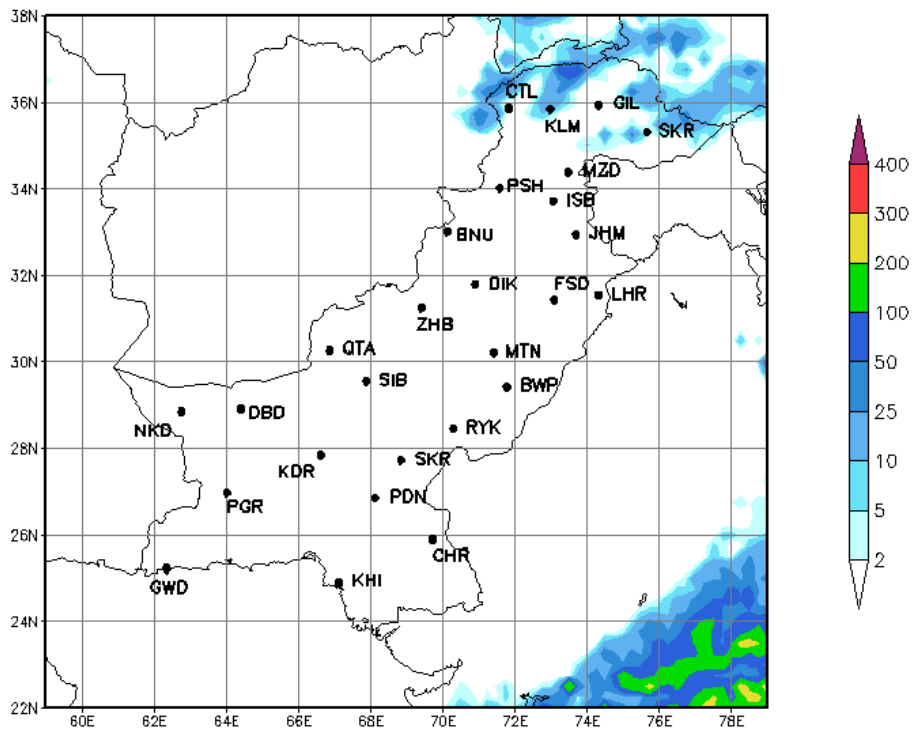 38N
36N
34N
32N
30N
28N
26N
24N
22N
60E
62E
64E
66E
68E
70E
72E
74E
76E
78E
CTL
KLM
GIL
SKR
MZD
PSH
ISB
BNU
JHM
DIK
FSD
LHR
ZHB
QTA
MTN
SIB
BWP
NKD
DBD
RYK
KDR
SKR
PGR
PDN
CHR
GWD
KHI
400
300
200
100
50
25
10
5
2